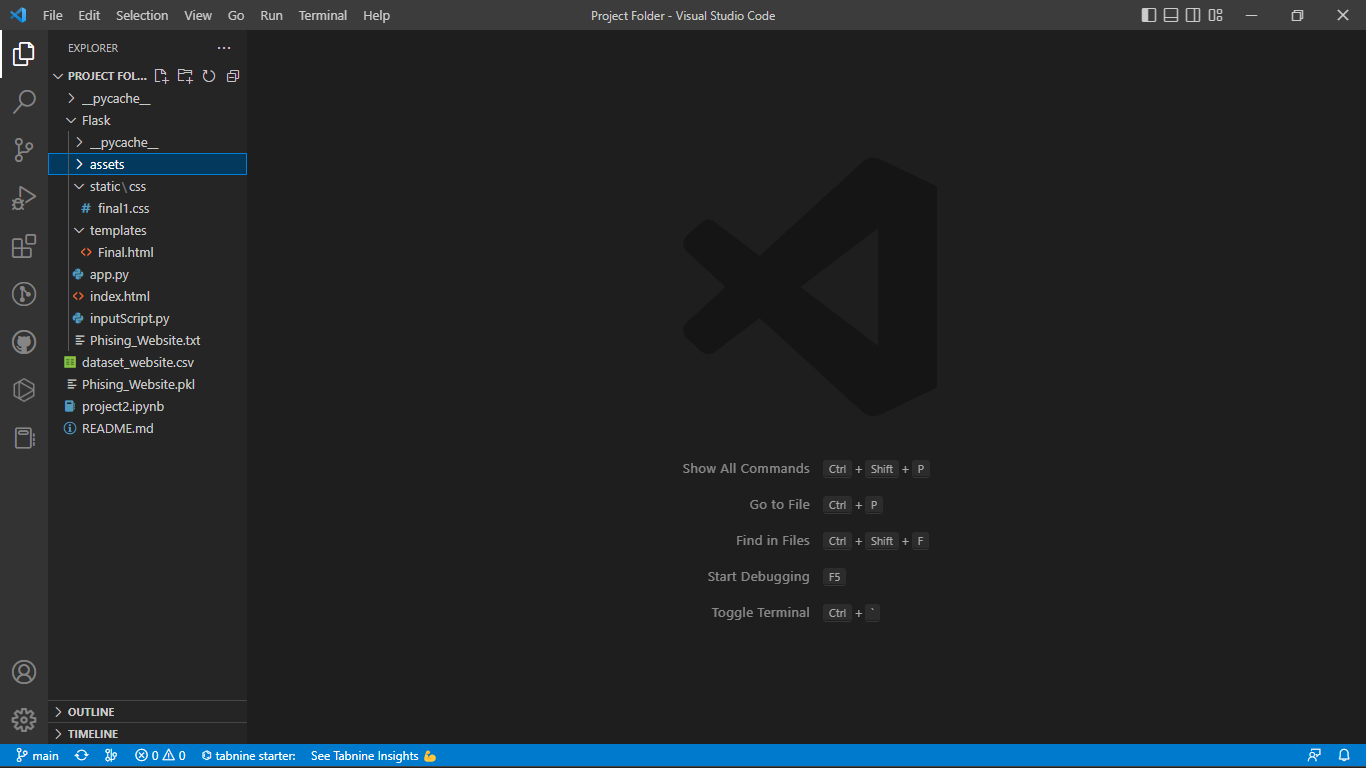 File Edit Selection View Go Run Terminal Help
Project Folder - Visual Studio Code
EXPLORER
PROJECT FOL...
__pycache__
Flask
__pycache__
assets
static\css
# final1.css
templates
<> Final.html
app.py
<> index.html
inputScript.py
Phising_Website.txt
dataset_website.csv
Phising_Website.pkl
project2.ipynb
README.md
Show All Commands Ctrl + Shift + P
Go to File Ctrl + P
Find in Files Ctrl + Shift + F
Start Debugging F5
Toggle Terminal Ctrl + `
OUTLINE
TIMELINE
main 0 0 tabnine starter: See Tabnine Insights 💪